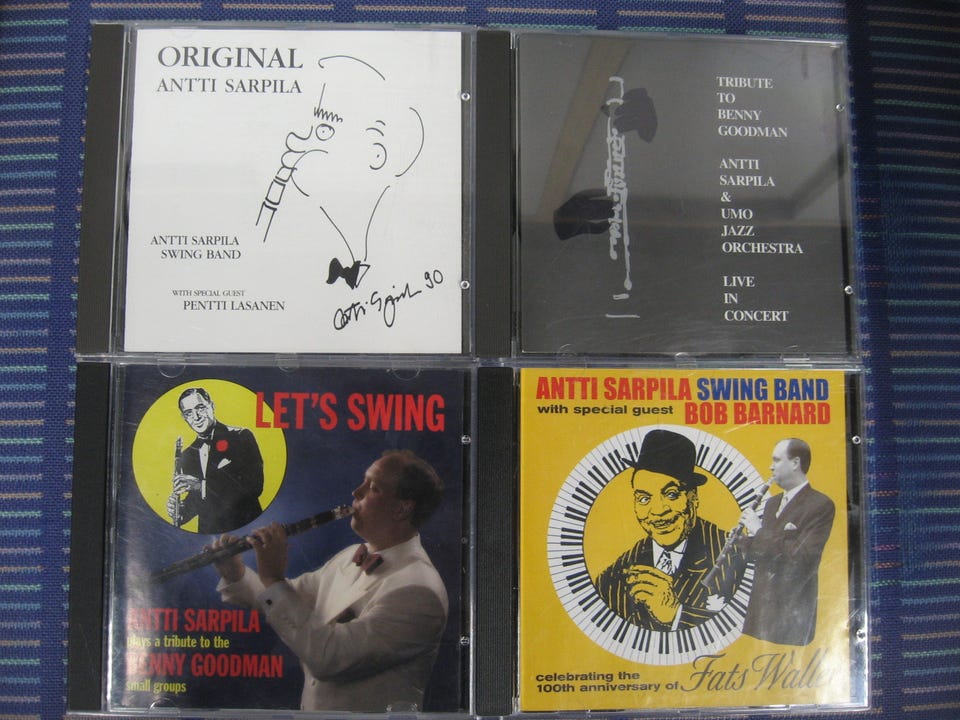 ORIGINAL
ANTTI SARPILA
ANTTI SARPILA
SWING BAND
WITH SPECIAL GUEST
PENTTI LASANEN
90
TRIBUTE
TO
BENNY
GOODMAN
ANTTI
SARPILA
&
UMO
JAZZ
ORCHESTRA
LIVE
IN
CONCERT
LET'S SWING
ANTTI SARPILA
plays a tribute to the
BENNY GOODMAN
small groups
ANTTI SARPILA SWING BAND
with special guest BOB BARNARD
celebrating the
100th anniversary of Fats Waller